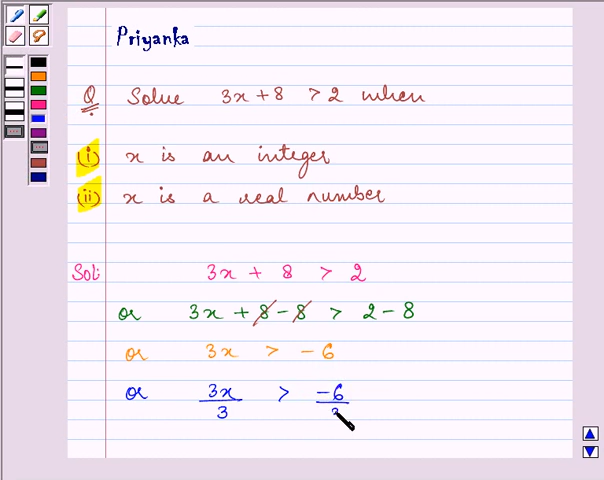 Priyanka
Q Solve 3x + 8 > 2 when
(i) x is an integer
(ii) x is a real number
Sol: 3x + 8 > 2
or 3x + 8 - 8 > 2 - 8
or 3x > - 6
or 3x/3 > -6/3